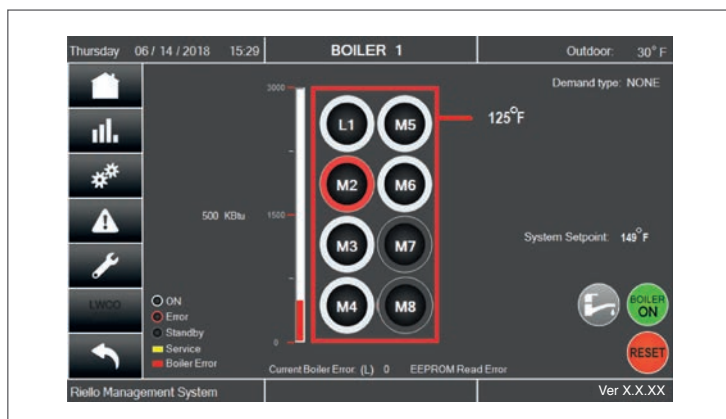 Thursday 06 / 14 / 2018 15:29 BOILER 1 Outdoor: 30° F
Demand type: NONE
3000
L1 M5 125°F
M2 M6
500 KBtu 1500
M3 M7 System Setpoint: 149°F
M4 M8
LWCO
ON
Error
Standby
Service
Boiler Error
0
BOILER
ON
RESET
Current Boiler Error: (L) 0 EEPROM Read Error
Riello Management System Ver X.X.XX